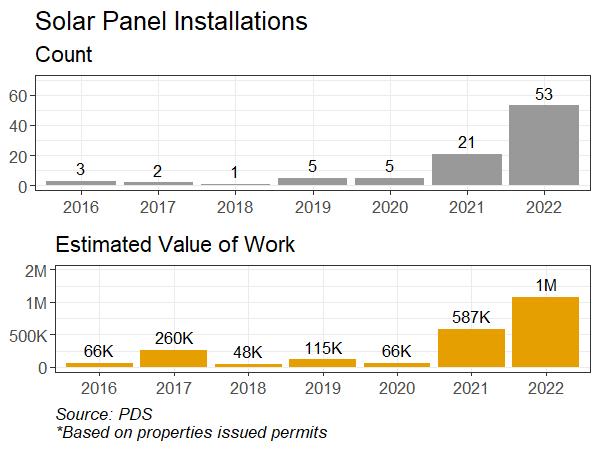 Solar Panel Installations
Count
60
40
20
0
3
2
1
5
5
21
53
2016 2017 2018 2019 2020 2021 2022
Estimated Value of Work
2M
1M
500K
0
66K
260K
48K
115K
66K
587K
1M
2016 2017 2018 2019 2020 2021 2022
Source: PDS
*Based on properties issued permits